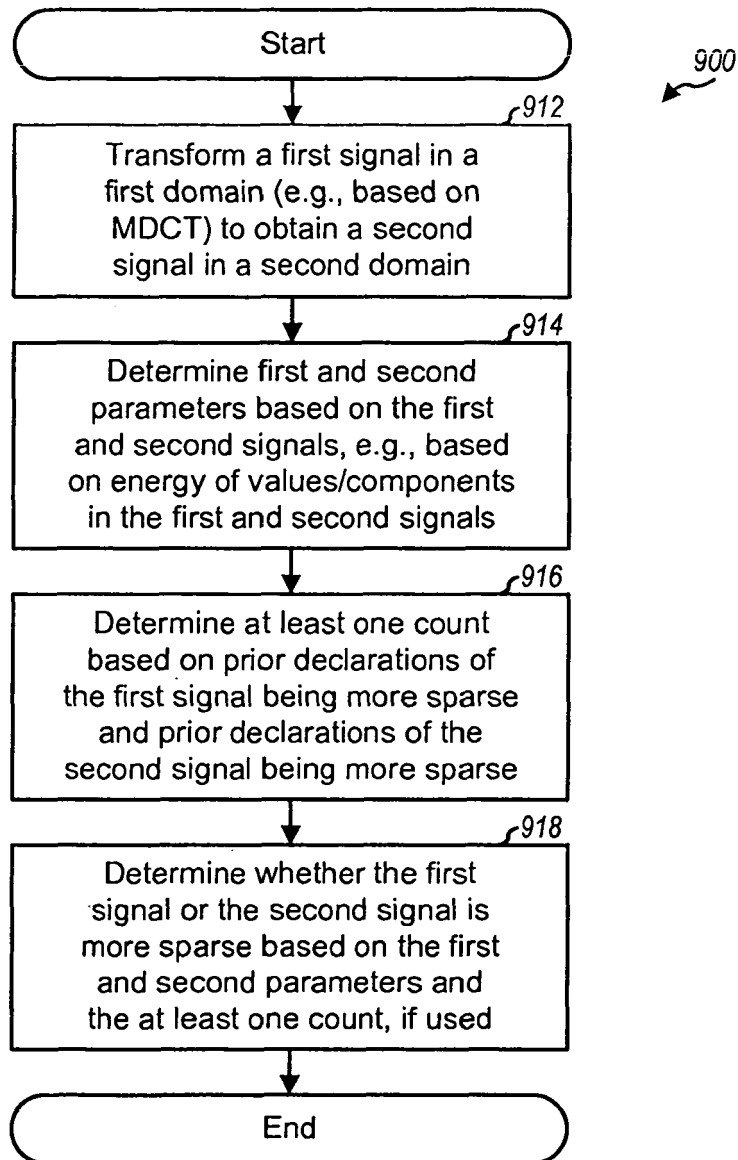 Start
900
912
Transform a first signal in a
first domain (e.g., based on
MDCT) to obtain a second
signal in a second domain
914
Determine first and second
parameters based on the first
and second signals, e.g., based
on energy of values/components
in the first and second signals
916
Determine at least one count
based on prior declarations of
the first signal being more sparse
and prior declarations of the
second signal being more sparse
918
Determine whether the first
signal or the second signal is
more sparse based on the first
and second parameters and
the at least one count, if used
End